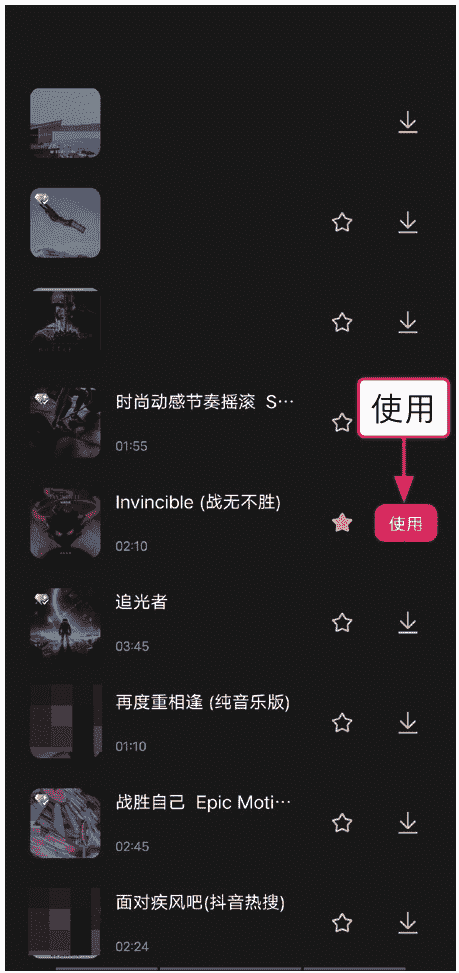 时尚动感节奏摇滚 S…
01:55
使用
Invincible (战无不胜)
02:10
使用
追光者
03:45
再度重相逢 (纯音乐版)
01:10
战胜自己 Epic Moti…
02:45
面对疾风吧(抖音热搜)
02:24